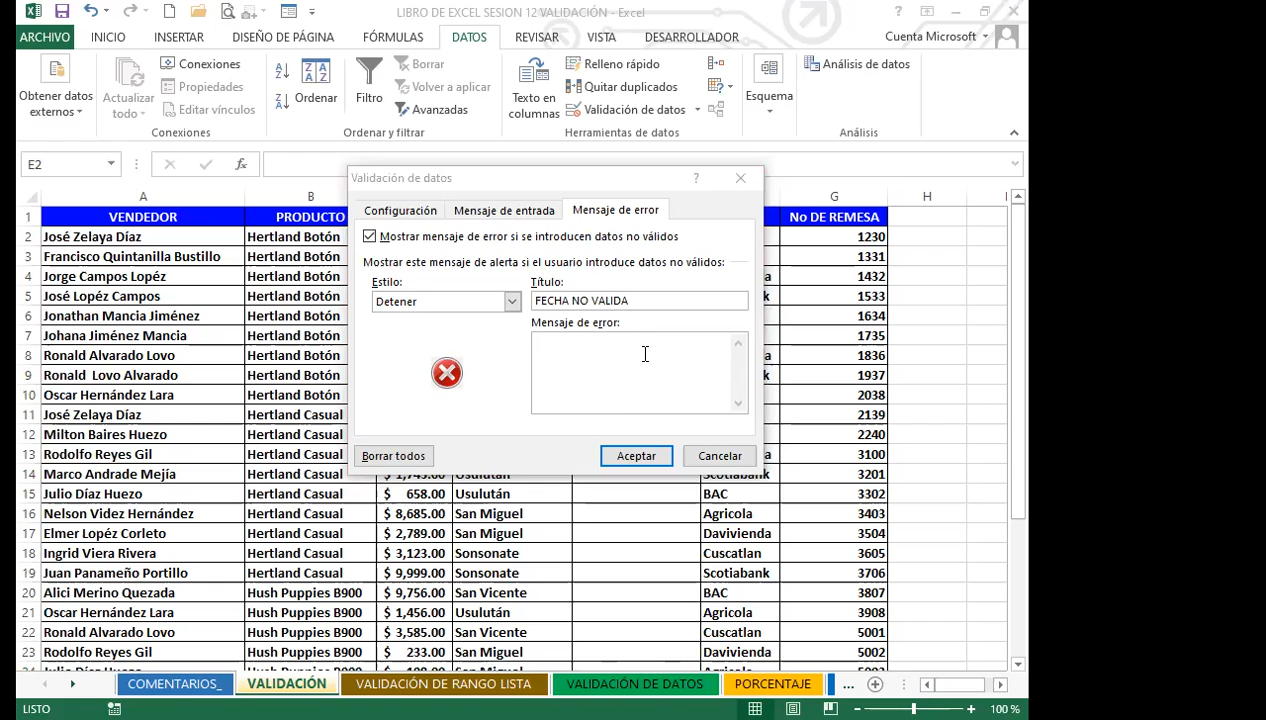 LIBRO DE EXCEL SESION 12 VALIDACIÓN - Excel
ARCHIVO INICIO INSERTAR DISEÑO DE PÁGINA FÓRMULAS DATOS REVISAR VISTA DESARROLLADOR Cuenta Microsoft
Obtener datos externos
Actualizar todo
Conexiones
Propiedades
Editar vínculos
Conexiones
Ordenar
Filtro
Borrar
Volver a aplicar
Avanzadas
Ordenar y filtrar
Texto en columnas
Relleno rápido
Quitar duplicados
Validación de datos
Herramientas de datos
Esquema
Análisis de datos
Análisis
E2
Validación de datos
Configuración Mensaje de entrada Mensaje de error
Mostrar mensaje de error si se introducen datos no válidos
Mostrar este mensaje de alerta si el usuario introduce datos no válidos:
Estilo: Título:
Detener FECHA NO VALIDA
Mensaje de error:
Borrar todos Aceptar Cancelar
A B G H I
1 VENDEDOR PRODUCTO No DE REMESA
2 José Zelaya Díaz Hertland Botón 1230
3 Francisco Quintanilla Bustillo Hertland Botón 1331
4 Jorge Campos Lopéz Hertland Botón 1432
5 José Lopéz Campos Hertland Botón 1533
6 Jonathan Mancia Jiménez Hertland Botón 1634
7 Johana Jiménez Mancia Hertland Botón 1735
8 Ronald Alvarado Lovo Hertland Botón 1836
9 Ronald Lovo Alvarado Hertland Botón 1937
10 Oscar Hernández Lara Hertland Botón 2038
11 José Zelaya Díaz Hertland Casual 2139
12 Milton Baires Huezo Hertland Casual 2240
13 Rodolfo Reyes Gil Hertland Casual 3100
14 Marco Andrade Mejía Hertland Casual $ 1,745.00 Usulután Scotiabank 3201
15 Julio Díaz Huezo Hertland Casual $ 658.00 Usulután BAC 3302
16 Nelson Videz Hernández Hertland Casual $ 8,685.00 San Miguel Agricola 3403
17 Elmer Lopéz Corleto Hertland Casual $ 2,789.00 San Miguel Davivienda 3504
18 Ingrid Viera Rivera Hertland Casual $ 3,123.00 Sonsonate Cuscatlan 3605
19 Juan Panameño Portillo Hertland Casual $ 9,999.00 Sonsonate Scotiabank 3706
20 Alici Merino Quezada Hush Puppies B900 $ 9,756.00 San Vicente BAC 3807
21 Oscar Hernández Lara Hush Puppies B900 $ 1,456.00 Usulután Agricola 3908
22 Ronald Alvarado Lovo Hush Puppies B900 $ 3,585.00 San Vicente Cuscatlan 5001
23 Rodolfo Reyes Gil Hush Puppies B900 $ 233.00 San Miguel Davivienda 5002
COMENTARIOS_ VALIDACIÓN VALIDACIÓN DE RANGO LISTA VALIDACIÓN DE DATOS PORCENTAJE ...
LISTO 100 %